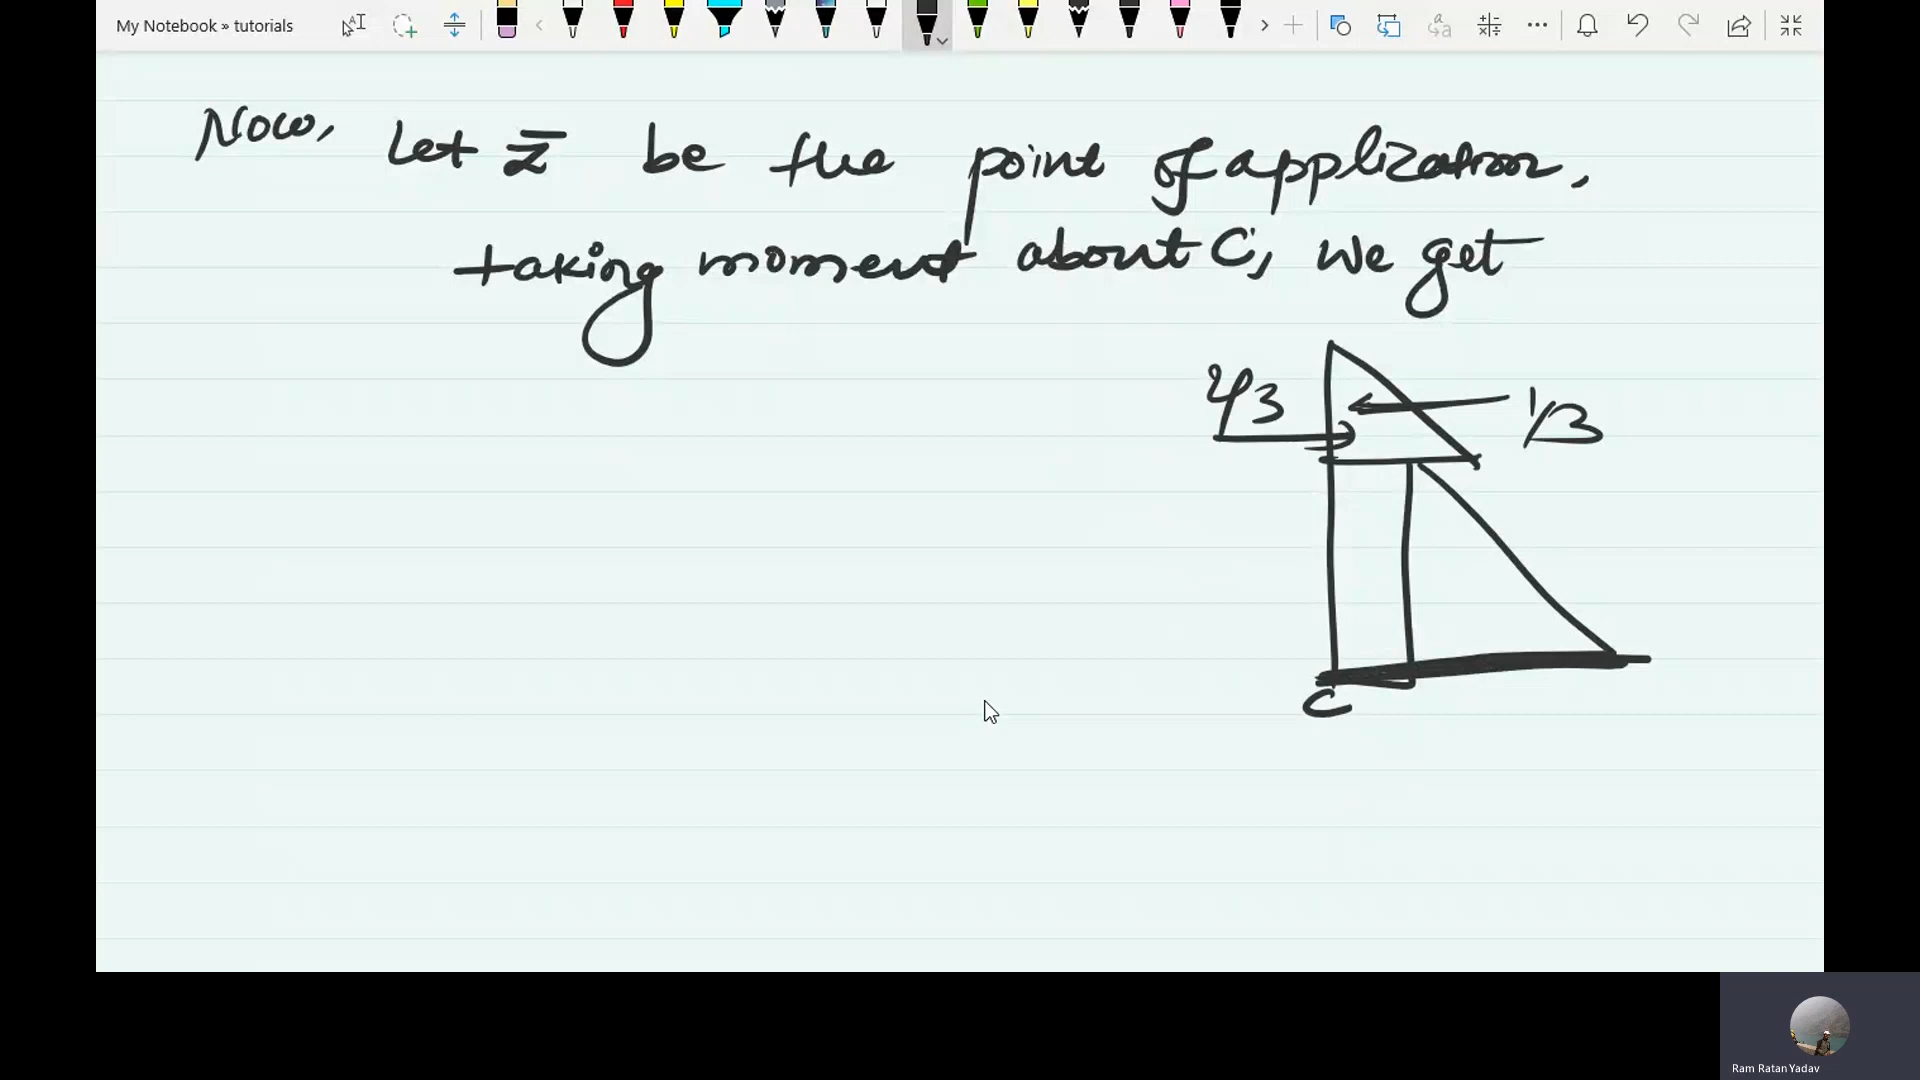 My Notebook » tutorials
Now, Let z̅ be the point of application,
taking moment about C, we get
2/3
1/3
C
Ram Ratan Yadav